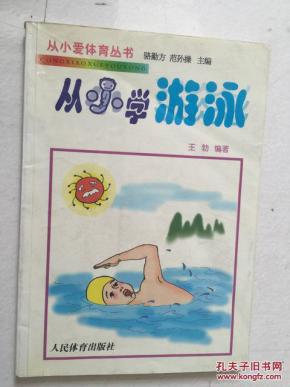 从小爱体育丛书
骆勤方 范孙操 主编
CONGXIAOXUEYOUYONG
从小学游泳
王勃 编著
人民体育出版社
孔夫子旧书网
www.kongfz.com